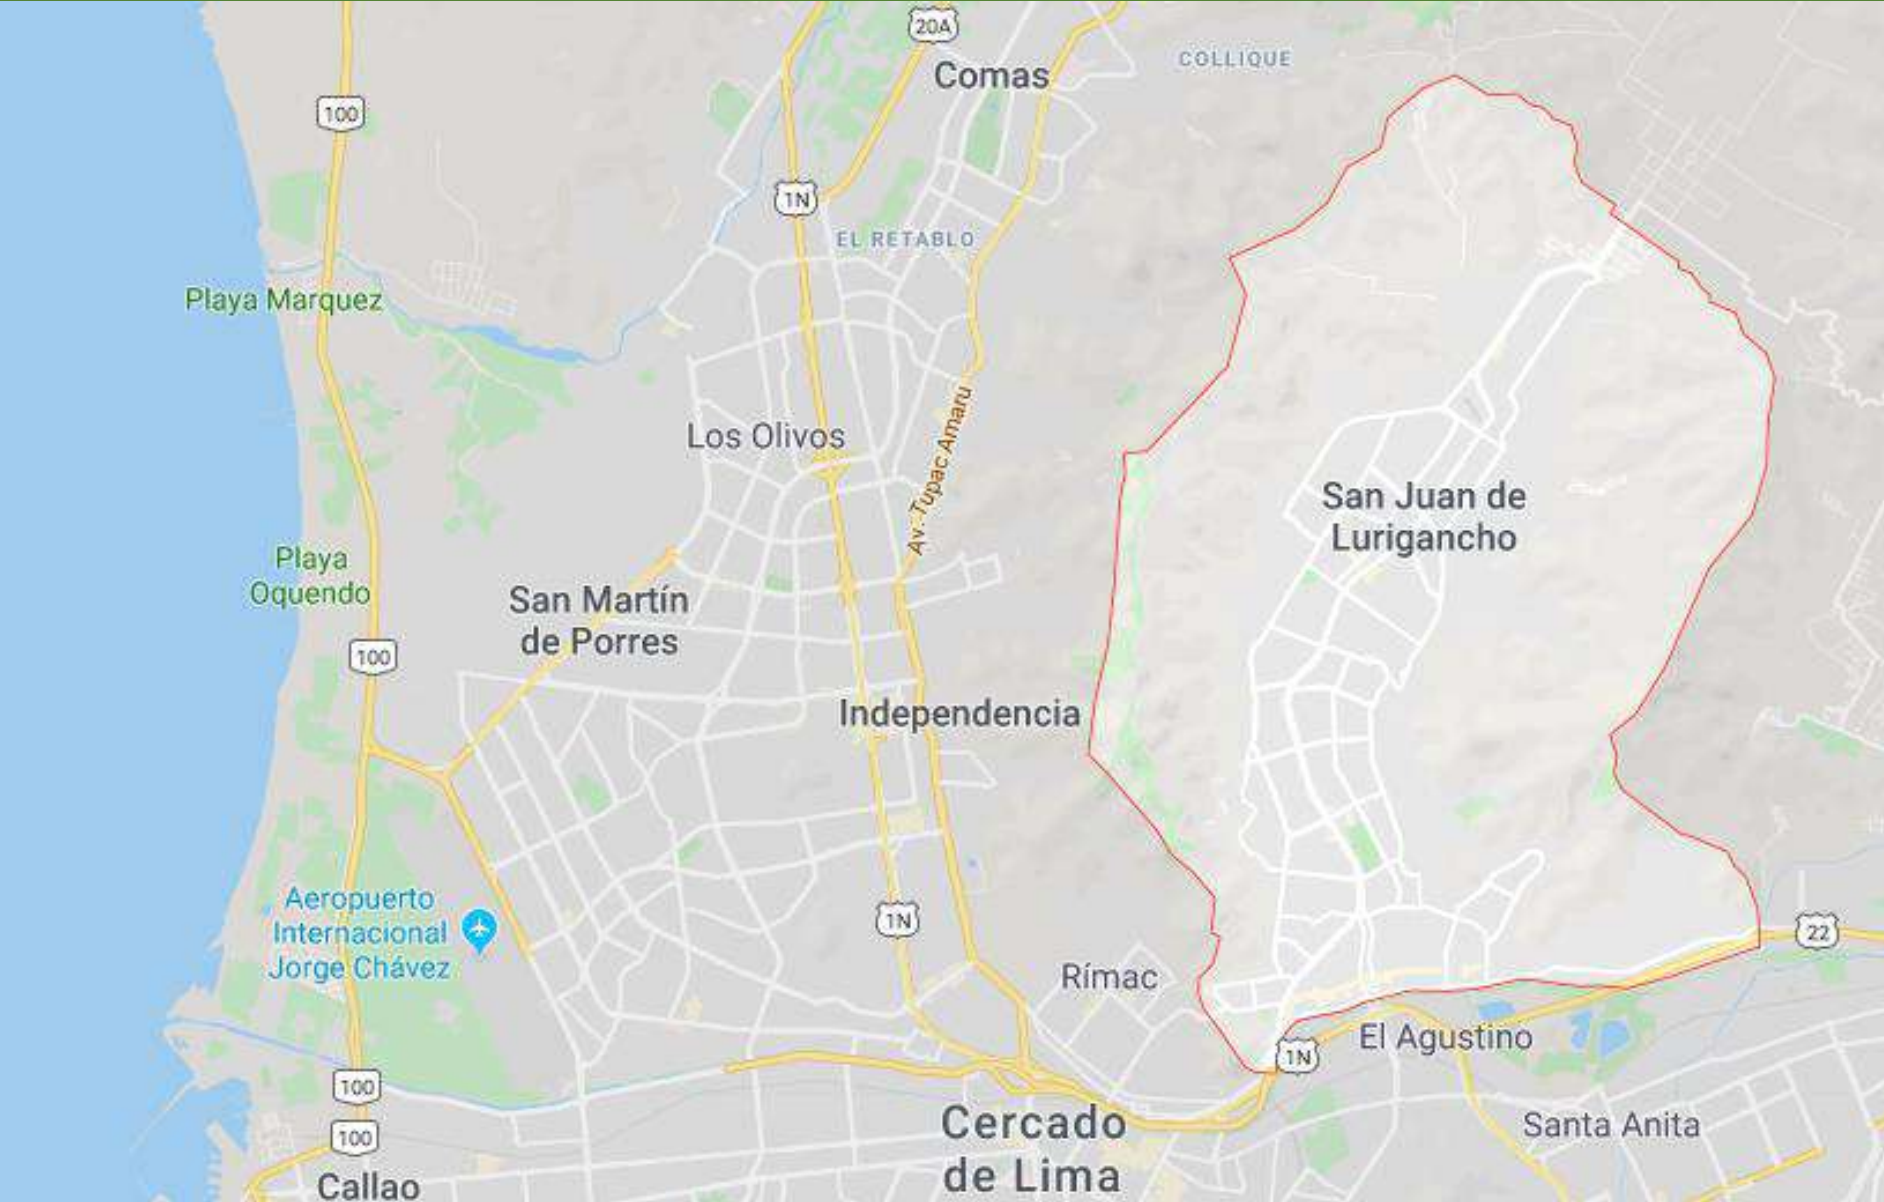 20A
COLLIQUE
Comas
100
1N
EL RETABLO
Playa Marquez
Av. Tupac Amaru
Los Olivos
San Juan de
Lurigancho
Playa
Oquendo
San Martín
de Porres
100
Independencia
Aeropuerto
Internacional
Jorge Chávez
1N
22
Rímac
El Agustino
1N
100
Cercado
de Lima
Santa Anita
100
Callao